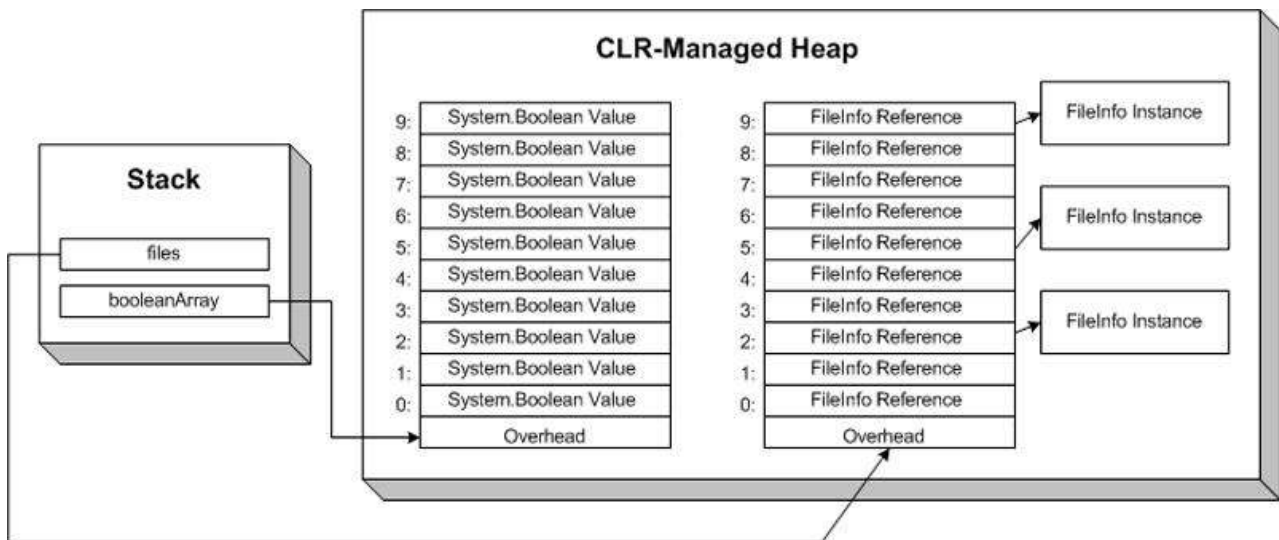 CLR-Managed Heap
Stack
files
booleanArray
9: System.Boolean Value
8: System.Boolean Value
7: System.Boolean Value
6: System.Boolean Value
5: System.Boolean Value
4: System.Boolean Value
3: System.Boolean Value
2: System.Boolean Value
1: System.Boolean Value
0: System.Boolean Value
Overhead
9: FileInfo Reference
8: FileInfo Reference
7: FileInfo Reference
6: FileInfo Reference
5: FileInfo Reference
4: FileInfo Reference
3: FileInfo Reference
2: FileInfo Reference
1: FileInfo Reference
0: FileInfo Reference
Overhead
FileInfo Instance
FileInfo Instance
FileInfo Instance